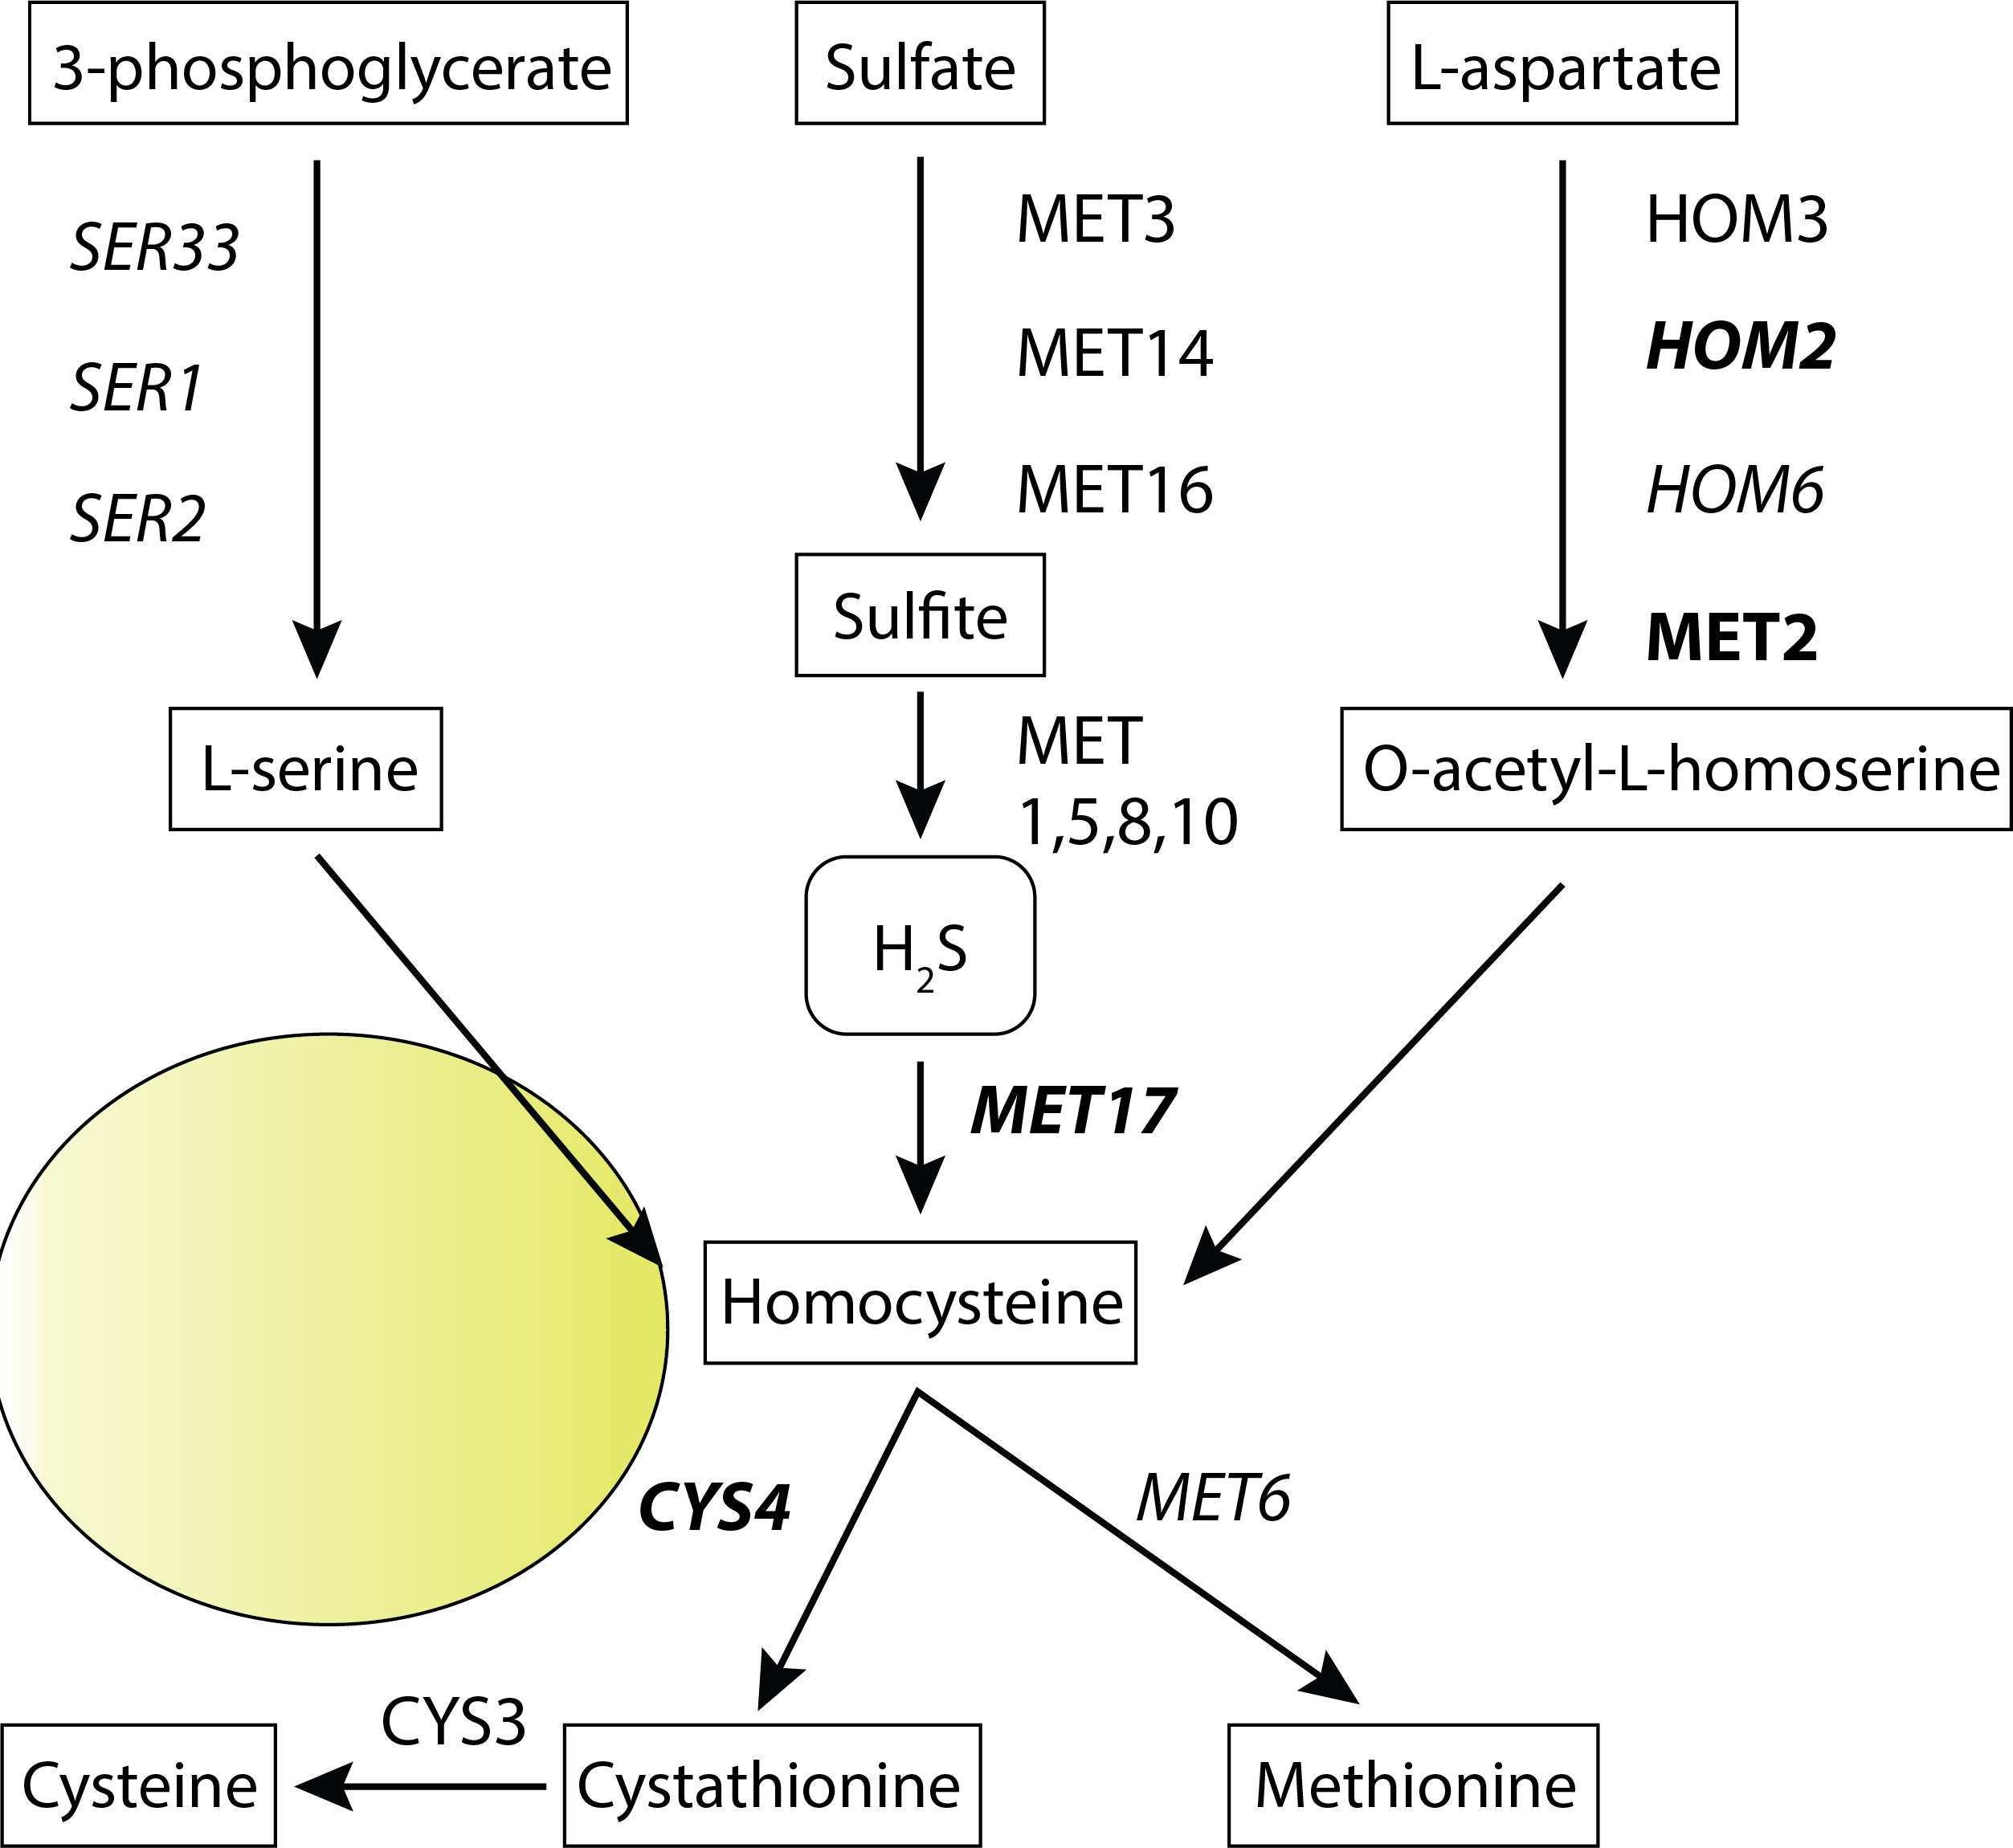 3-phosphoglycerate
Sulfate
L-aspartate
SER33
SER1
SER2
MET3
MET14
MET16
HOM3
HOM2
HOM6
MET2
Sulfite
L-serine
MET
1,5,8,10
O-acetyl-L-homoserine
H₂S
MET17
Homocysteine
CYS4
MET6
CYS3
Cysteine
Cystathionine
Methionine